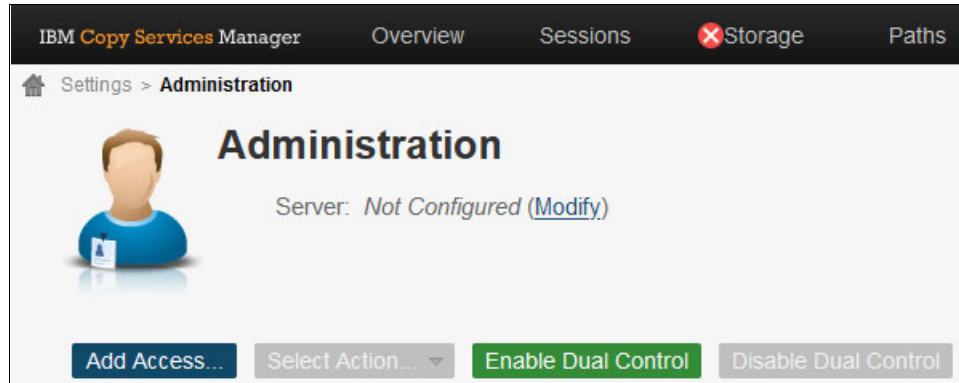 IBM Copy Services Manager Overview Sessions Storage Paths
Settings > Administration
Administration
Server: Not Configured (Modify)
Add Access... Select Action... Enable Dual Control Disable Dual Control